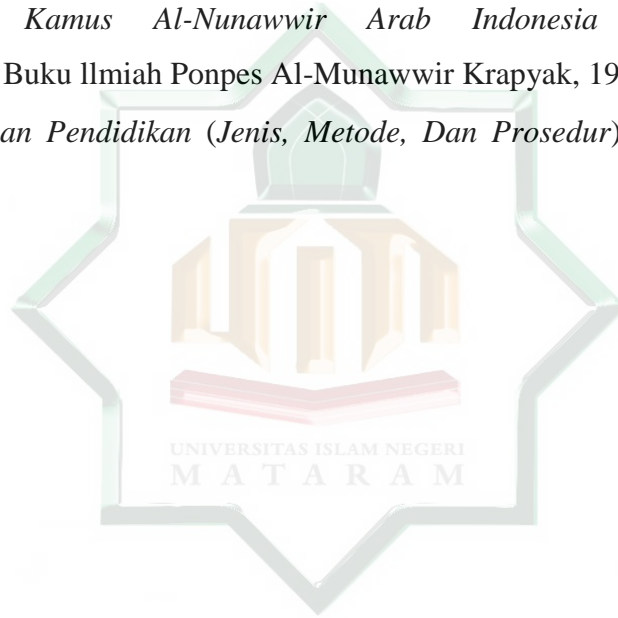 Kamus Al-Nunawwir Arab Indonesia
Buku llmiah Ponpes Al-Munawwir Krapyak, 19
an Pendidikan (Jenis, Metode, Dan Prosedur)
UNIVERSITAS ISLAM NEGERI
MATARAM